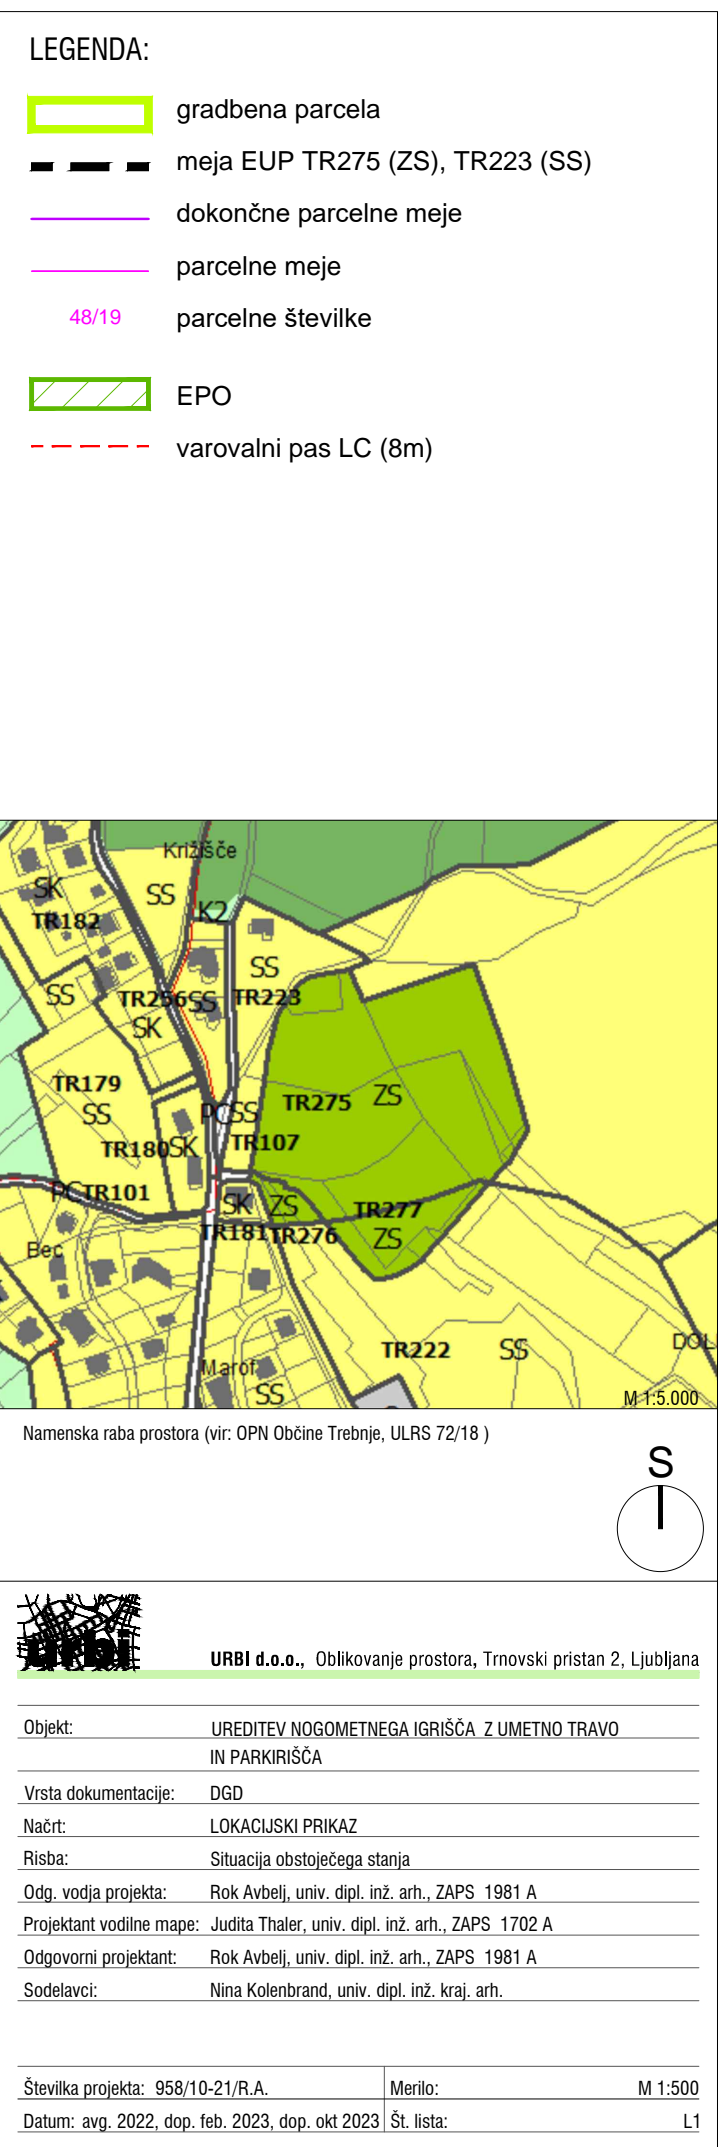 LEGENDA:
gradbena parcela
meja EUP TR275 (ZS), TR223 (SS)
dokončne parcelne meje
parcelne meje
48/19 parcelne številke
EPO
varovalni pas LC (8m)
Križišče
SK
SS
K2
TR182
SS
SS
TR256
SS
TR223
SK
TR179
SS
TR275
ZS
PC
SS
TR180
SK
TR107
PC
TR101
SK
ZS
TR277
TR181
TR276
ZS
Bec
TR222
SS
DOL
Marof
SS
M 1:5.000
Namenska raba prostora (vir: OPN Občine Trebnje, ULRS 72/18 )
S
urbi
URBI d.o.o., Oblikovanje prostora, Trnovski pristan 2, Ljubljana
Objekt: UREDITEV NOGOMETNEGA IGRIŠČA Z UMETNO TRAVO
IN PARKIRIŠČA
Vrsta dokumentacije: DGD
Načrt: LOKACIJSKI PRIKAZ
Risba: Situacija obstoječega stanja
Odg. vodja projekta: Rok Avbelj, univ. dipl. inž. arh., ZAPS 1981 A
Projektant vodilne mape: Judita Thaler, univ. dipl. inž. arh., ZAPS 1702 A
Odgovorni projektant: Rok Avbelj, univ. dipl. inž. arh., ZAPS 1981 A
Sodelavci: Nina Kolenbrand, univ. dipl. inž. kraj. arh.
Številka projekta: 958/10-21/R.A. Merilo: M 1:500
Datum: avg. 2022, dop. feb. 2023, dop. okt 2023 Št. lista: L1